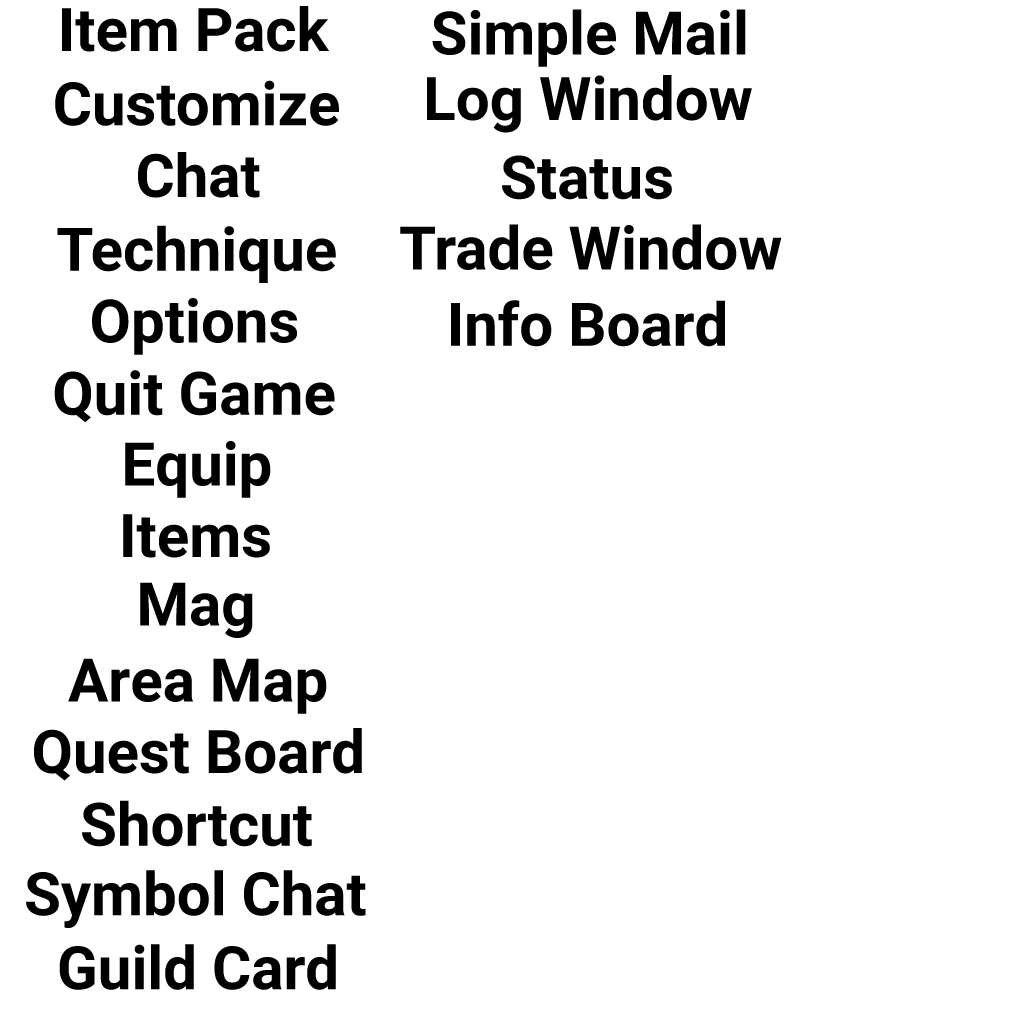 Item Pack
Customize
Chat
Technique
Options
Quit Game
Equip
Items
Mag
Area Map
Quest Board
Shortcut
Symbol Chat
Guild Card
Simple Mail
Log Window
Status
Trade Window
Info Board